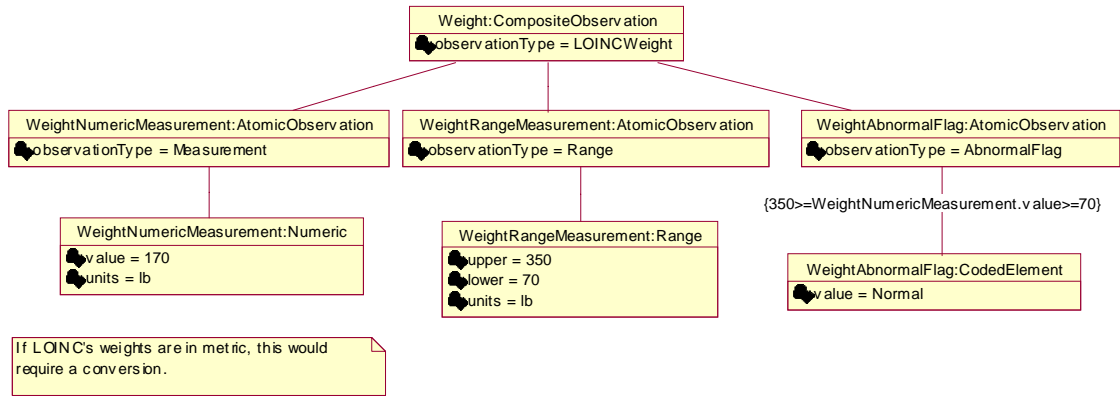 Weight:CompositeObservation
observationType = LOINCWeight
WeightNumericMeasurement:AtomicObservation
observationType = Measurement
WeightRangeMeasurement:AtomicObservation
observationType = Range
WeightAbnormalFlag:AtomicObservation
observationType = AbnormalFlag
{350>=WeightNumericMeasurement.value>=70}
WeightNumericMeasurement:Numeric
value = 170
units = lb
WeightRangeMeasurement:Range
upper = 350
lower = 70
units = lb
WeightAbnormalFlag:CodedElement
value = Normal
If LOINC's weights are in metric, this would
require a conversion.